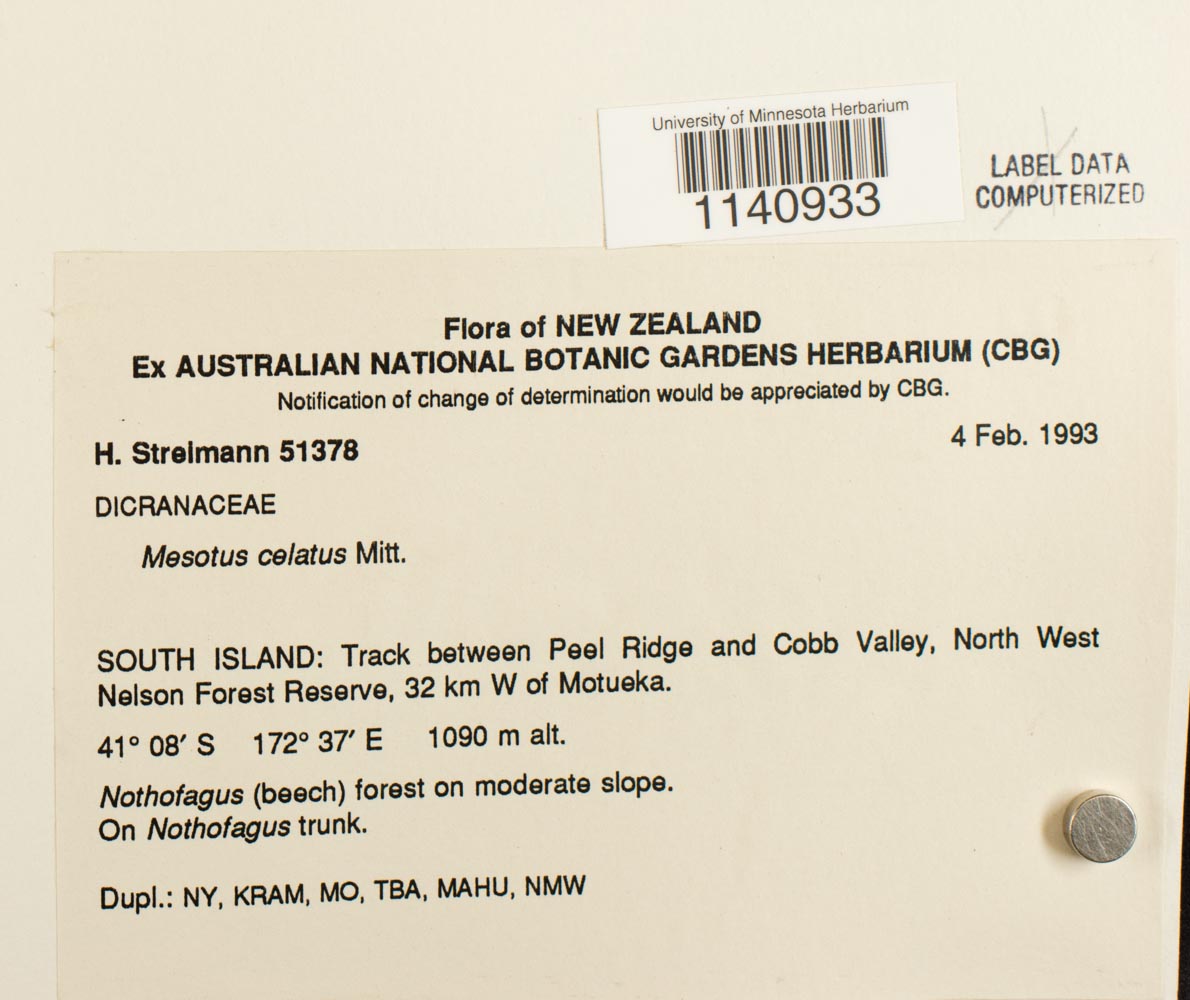 University of Minnesota Herbarium
1140933
LABEL DATA
COMPUTERIZED
Flora of NEW ZEALAND
Ex AUSTRALIAN NATIONAL BOTANIC GARDENS HERBARIUM (CBG)
Notification of change of determination would be appreciated by CBG.
H. Streimann 51378
4 Feb. 1993
DICRANACEAE
Mesotus celatus Mitt.
SOUTH ISLAND: Track between Peel Ridge and Cobb Valley, North West
Nelson Forest Reserve, 32 km W of Motueka.
41° 08′ S 172° 37′ E 1090 m alt.
Nothofagus (beech) forest on moderate slope.
On Nothofagus trunk.
Dupl.: NY, KRAM, MO, TBA, MAHU, NMW